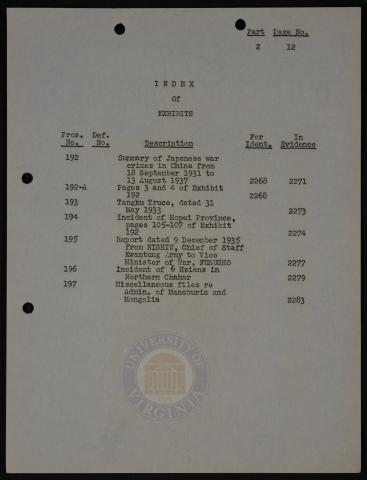 Part Page No.
2 12
I N D E X
Of
EXHIBITS
Pros. Def. For In
No. No. Description Ident. Evidence
192 Summary of Japanese war
crimes in China from
18 September 1931 to
13 August 1937 2268 2271
192-A Pages 3 and 4 of Exhibit
192 2268
193 Tangku Truce, dated 31
May 1933 2273
194 Incident of Hopei Province,
pages 105-107 of Exhibit
192 2274
195 Report dated 9 December 1935
from NISHIU, Chief of Staff
Kwantung Army to Vice
Minister of War, FURUSHO 2277
196 Incident of 6 Hsiens in
Northern Chahar 2279
197 Miscellaneous files re
Admin. of Manchuria and
Mongolia 2283
UNIVERSITY OF
VIRGINIA